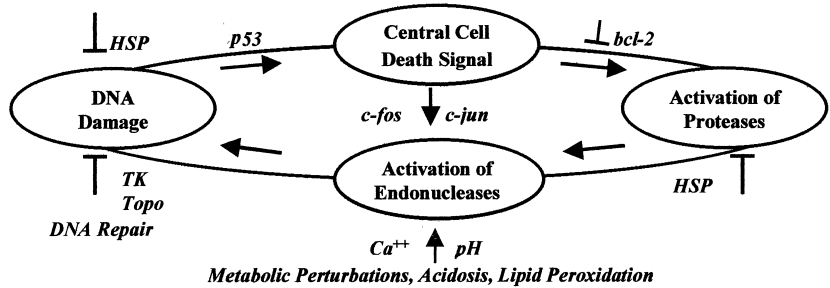 HSP
p53
Central Cell
Death Signal
bcl-2
DNA
Damage
c-fos
c-jun
Activation of
Proteases
TK
Topo
DNA Repair
Activation of
Endonucleases
HSP
Ca++
pH
Metabolic Perturbations, Acidosis, Lipid Peroxidation